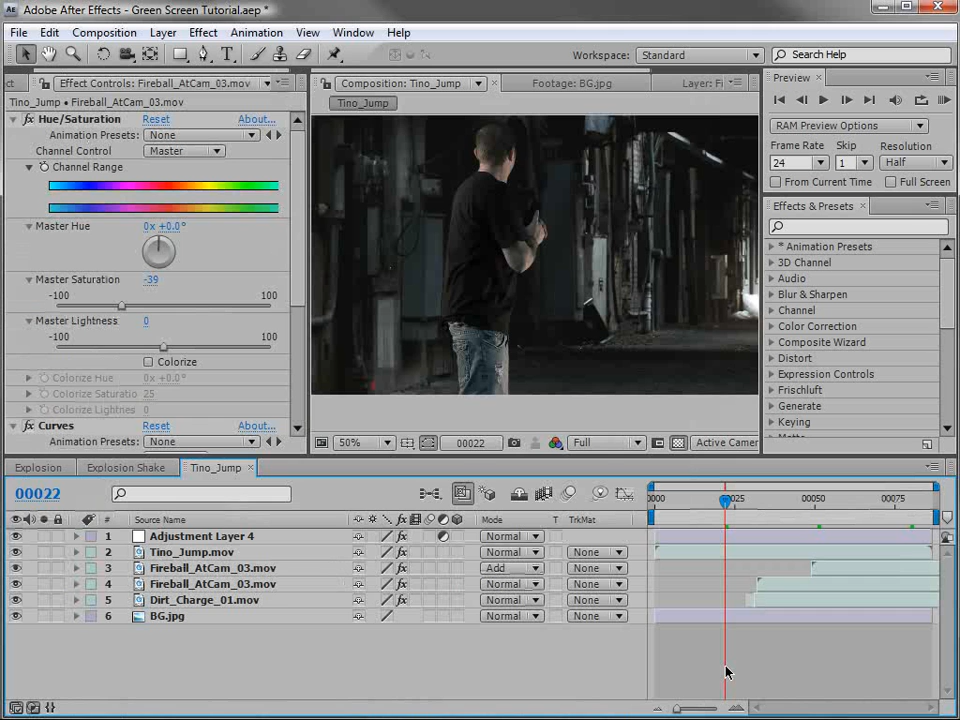 Adobe After Effects - Green Screen Tutorial.aep *
File Edit Composition Layer Effect Animation View Window Help
Workspace: Standard Search Help
ct Effect Controls: Fireball_AtCam_03.mov
Tino_Jump • Fireball_AtCam_03.mov
Hue/Saturation Reset About...
Animation Presets: None
Channel Control Master
Channel Range
Master Hue 0x +0.0°
Master Saturation -39
-100 100
Master Lightness 0
-100 100
Colorize
Colorize Hue 0x +0.0°
Colorize Saturatio 25
Colorize Lightnes 0
Curves Reset About...
Animation Presets: None
Composition: Tino_Jump Footage: BG.jpg Layer: Fi
Tino_Jump
50% 00022 Full Active Camer
Preview
RAM Preview Options
Frame Rate Skip Resolution
24 1 Half
From Current Time Full Screen
Effects & Presets
* Animation Presets
3D Channel
Audio
Blur & Sharpen
Channel
Color Correction
Composite Wizard
Distort
Expression Controls
Frischluft
Generate
Keying
Explosion Explosion Shake Tino_Jump
00022
0000 0025 00050 00075
# Source Name Mode T TrkMat
1 Adjustment Layer 4 Normal
2 Tino_Jump.mov Normal None
3 Fireball_AtCam_03.mov Add None
4 Fireball_AtCam_03.mov Normal None
5 Dirt_Charge_01.mov Normal None
6 BG.jpg Normal None